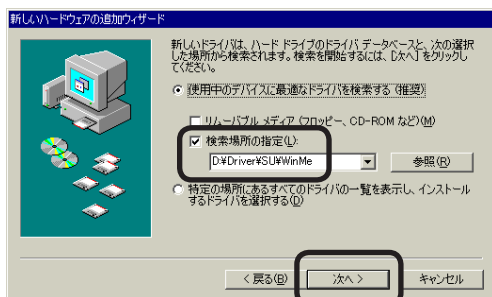 新しいハードウェアの追加ウィザード
新しいドライバは、ハード ドライブのドライバ データベースと、次の選択
した場所から検索されます。検索を開始するには、[次へ] をクリックし
てください。
使用中のデバイスに最適なドライバを検索する (推奨)
リムーバブル メディア (フロッピー、CD-ROM など)(M)
検索場所の指定(L):
D:¥Driver¥SU¥WinMe
参照(R)
特定の場所にあるすべてのドライバの一覧を表示し、インストール
するドライバを選択する(D)
< 戻る(B)
次へ >
キャンセル